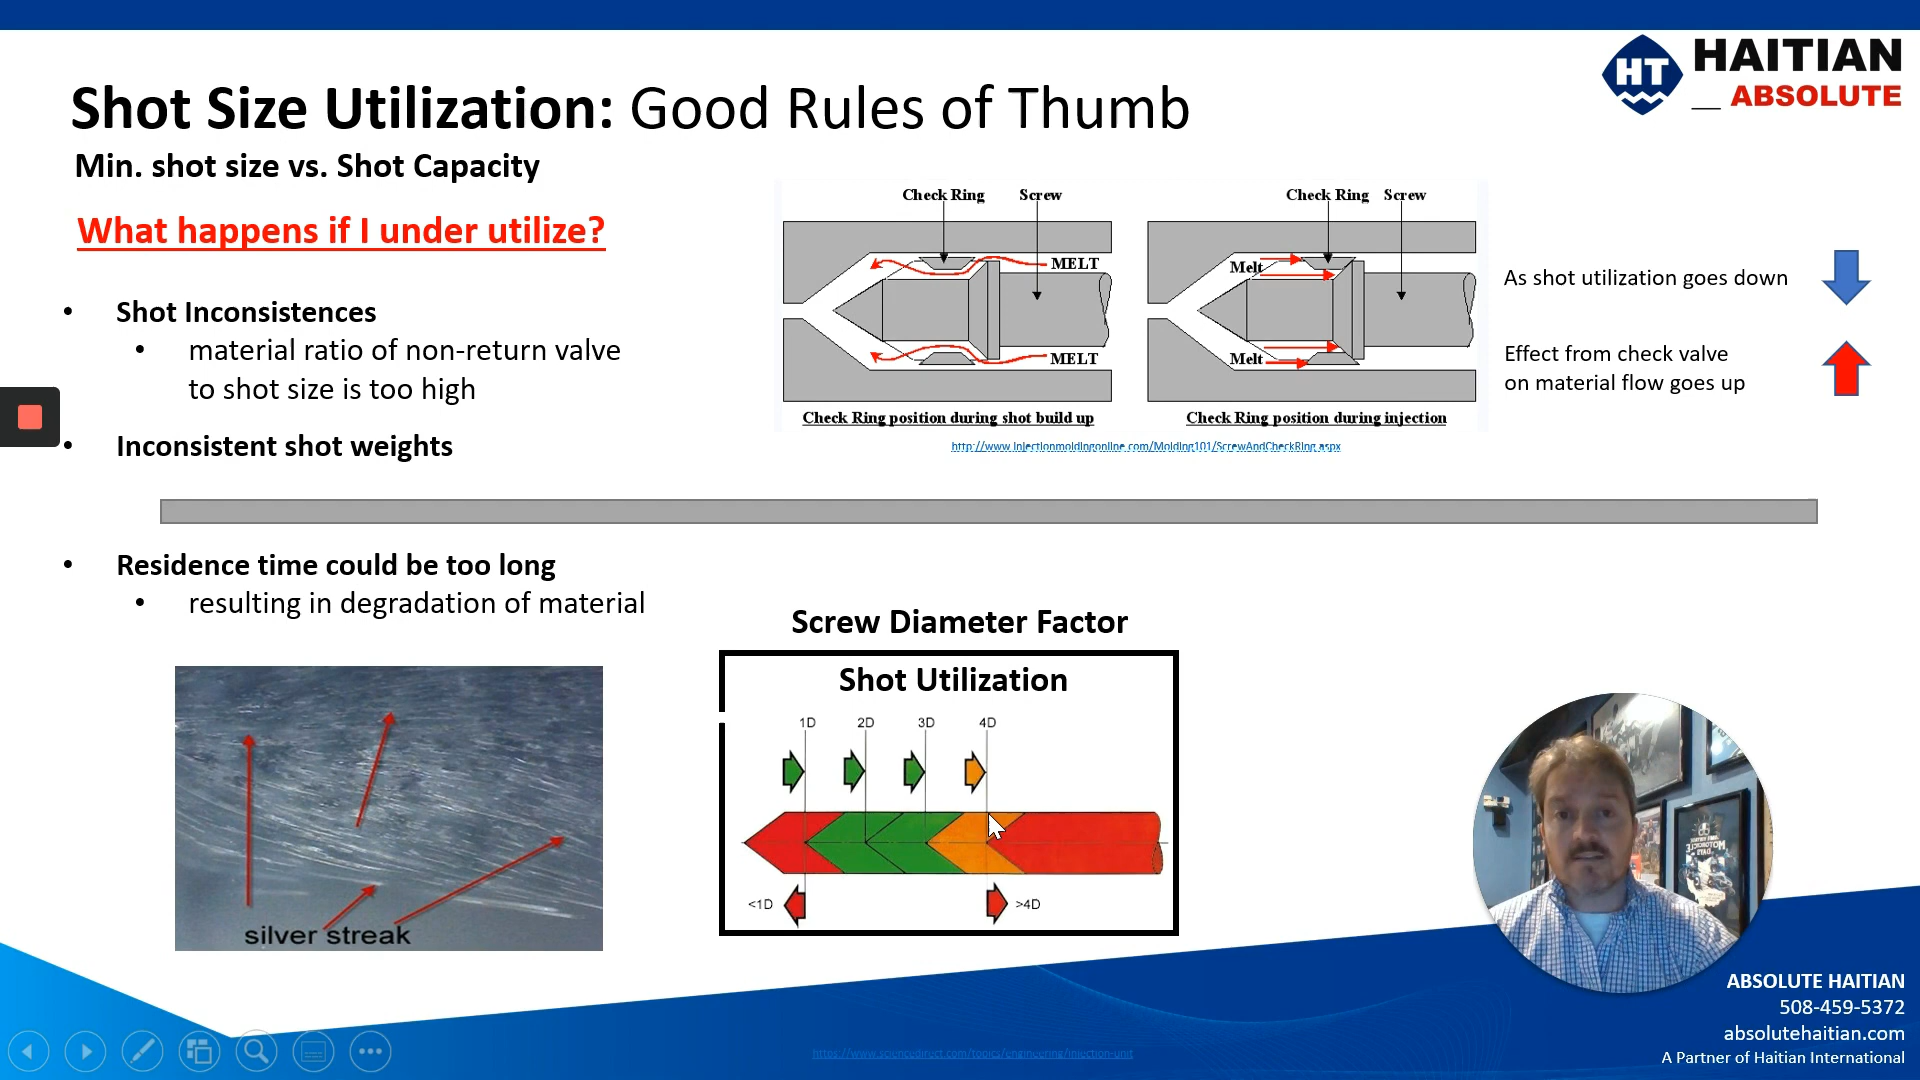 HAITIAN
HT
ABSOLUTE
Shot Size Utilization: Good Rules of Thumb
Min. shot size vs. Shot Capacity
What happens if I under utilize?
• Shot Inconsistences
• material ratio of non-return valve
to shot size is too high
• Inconsistent shot weights
Check Ring Screw
MELT
MELT
Check Ring position during shot build up
Check Ring Screw
Melt
Melt
Check Ring position during injection
http://www.injectionmoldingonline.com/Molding101/ScrewAndCheckRing.aspx
As shot utilization goes down
Effect from check valve
on material flow goes up
• Residence time could be too long
• resulting in degradation of material
silver streak
Screw Diameter Factor
Shot Utilization
1D 2D 3D 4D
<1D >4D
ABSOLUTE HAITIAN
508-459-5372
absolutehaitian.com
A Partner of Haitian International
https://www.sciencedirect.com/topics/engineering/injection-unit